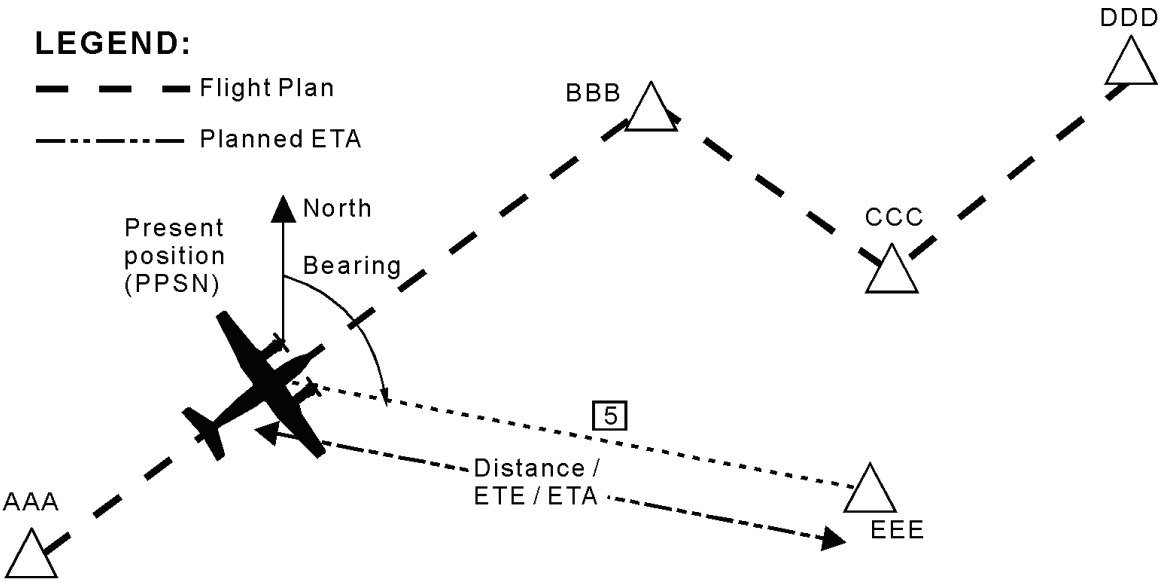 DDD
LEGEND:
Flight Plan
BBB
Planned ETA
North
CCC
Present
position
(PPSN)
Bearing
5
Distance /
ETE / ETA
AAA
EEE